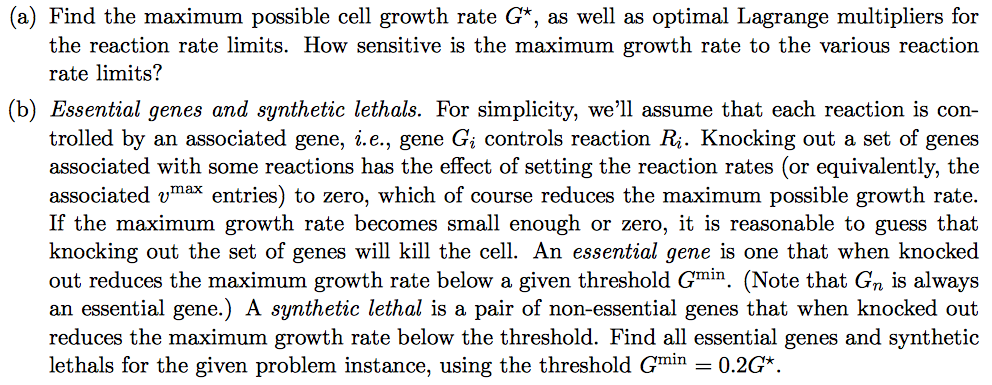 (a) Find the maximum possible cell growth rate G⋆, as well as optimal Lagrange multipliers for
the reaction rate limits. How sensitive is the maximum growth rate to the various reaction
rate limits?
(b) Essential genes and synthetic lethals. For simplicity, we'll assume that each reaction is con-
trolled by an associated gene, i.e., gene Gᵢ controls reaction Rᵢ. Knocking out a set of genes
associated with some reactions has the effect of setting the reaction rates (or equivalently, the
associated vᵐᵃˣ entries) to zero, which of course reduces the maximum possible growth rate.
If the maximum growth rate becomes small enough or zero, it is reasonable to guess that
knocking out the set of genes will kill the cell. An essential gene is one that when knocked
out reduces the maximum growth rate below a given threshold Gᵐⁱⁿ. (Note that Gₙ is always
an essential gene.) A synthetic lethal is a pair of non-essential genes that when knocked out
reduces the maximum growth rate below the threshold. Find all essential genes and synthetic
lethals for the given problem instance, using the threshold Gᵐⁱⁿ = 0.2G⋆.